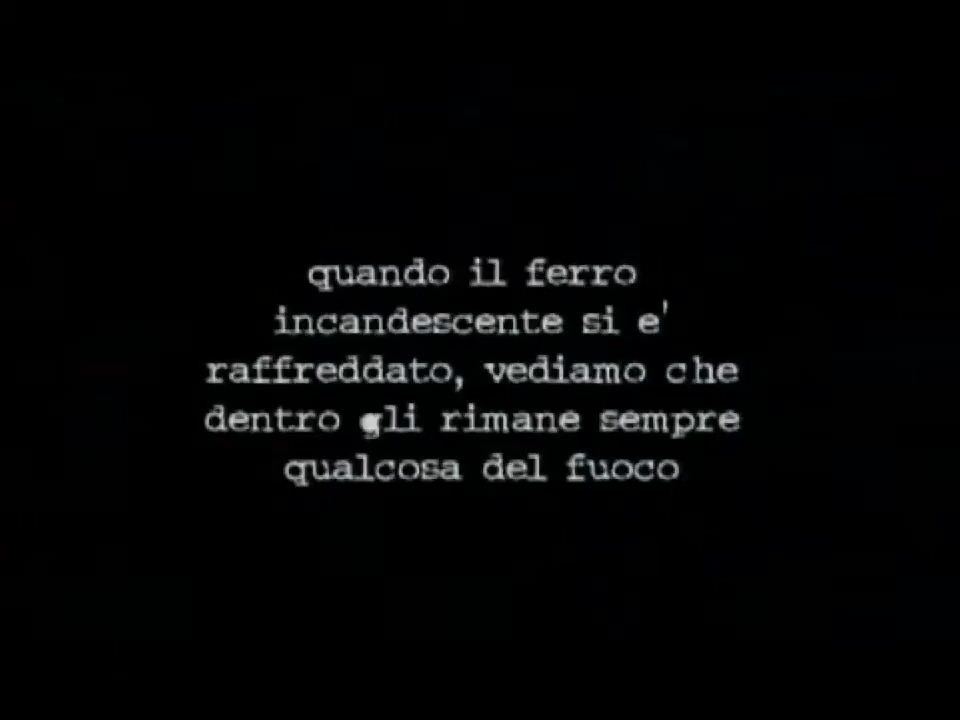 quando il ferro
incandescente si e'
raffreddato, vediamo che
dentro gli rimane sempre
qualcosa del fuoco